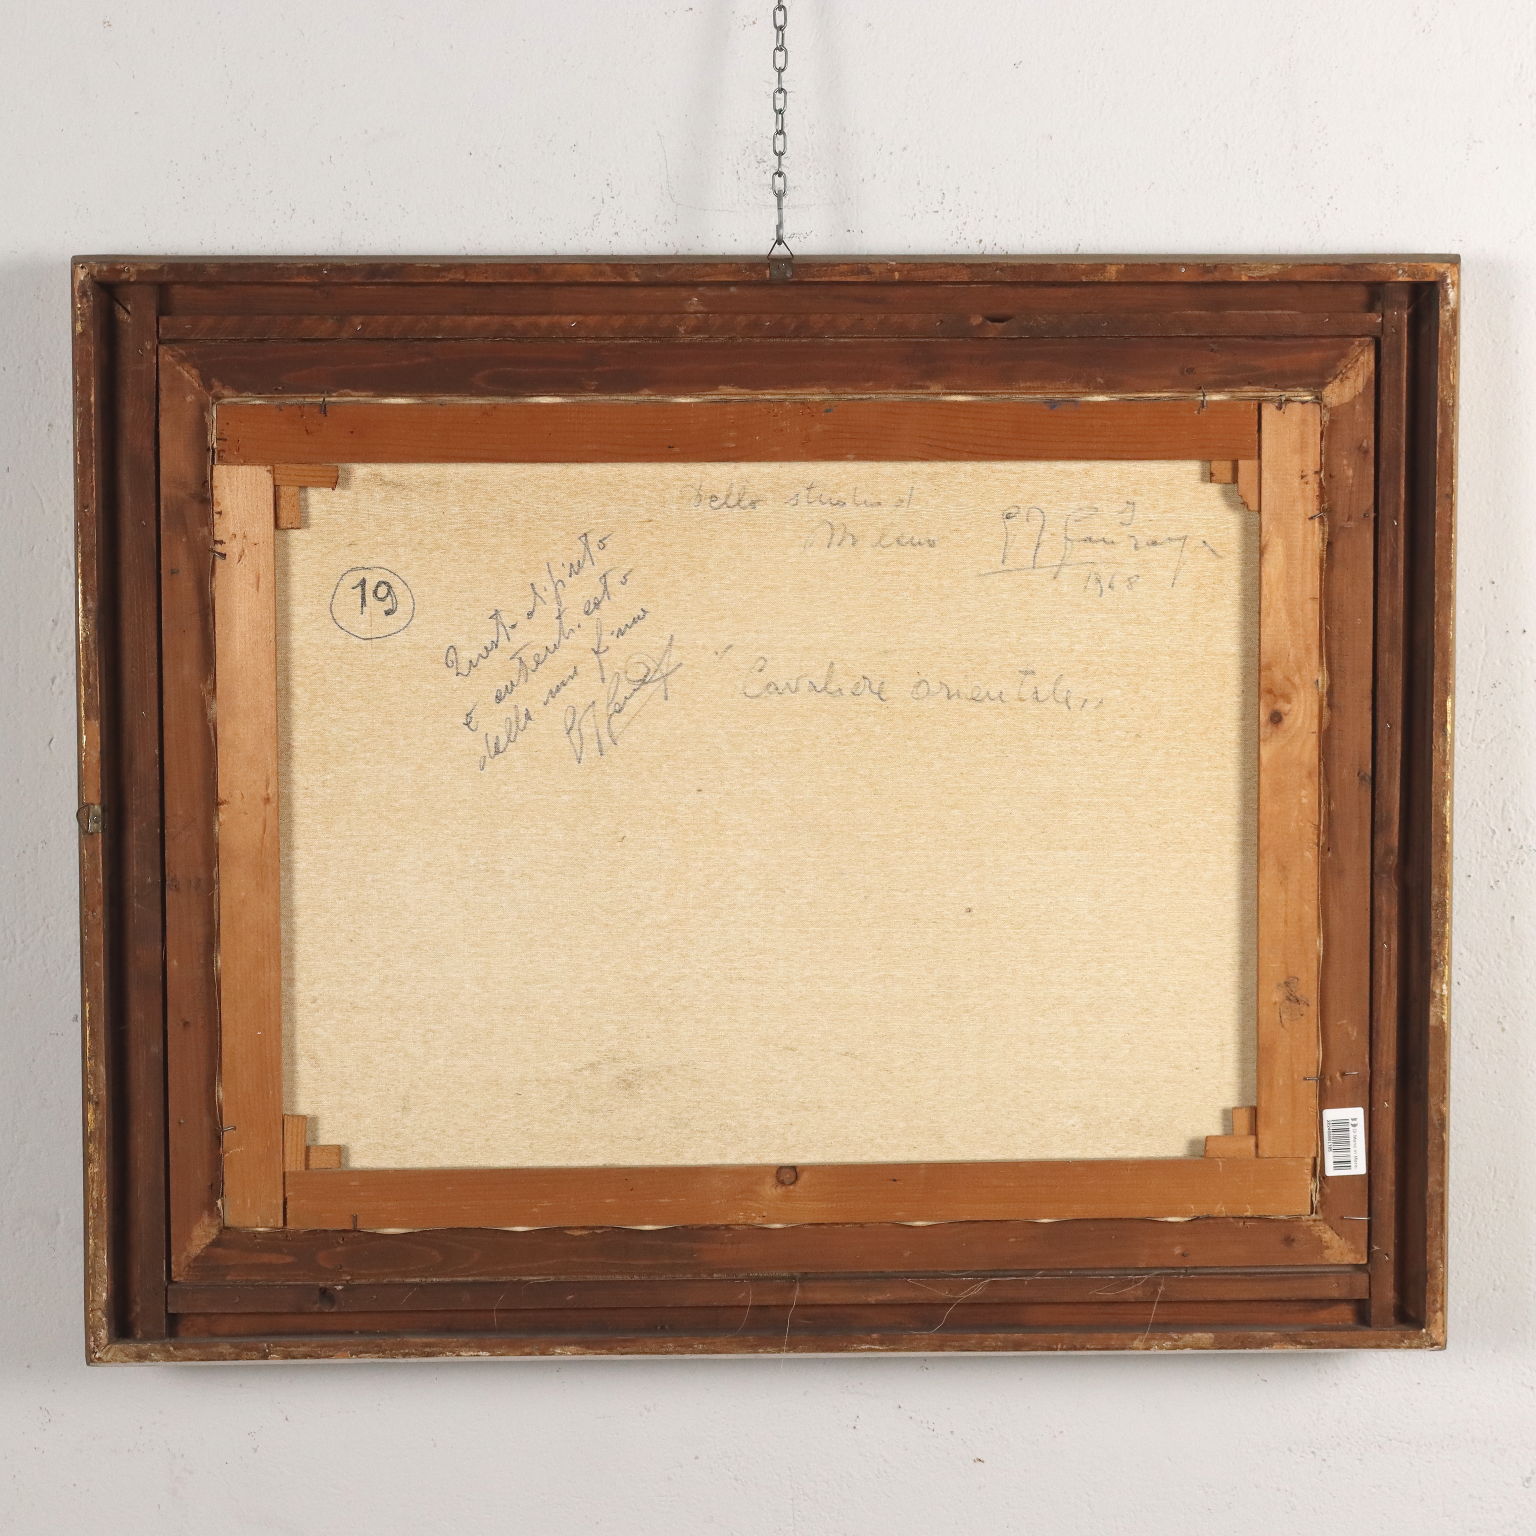 dello studio di
Milano
1968
19
Questo dipinto
è autenticato
dalla mia firma
"Cavaliere orientale"